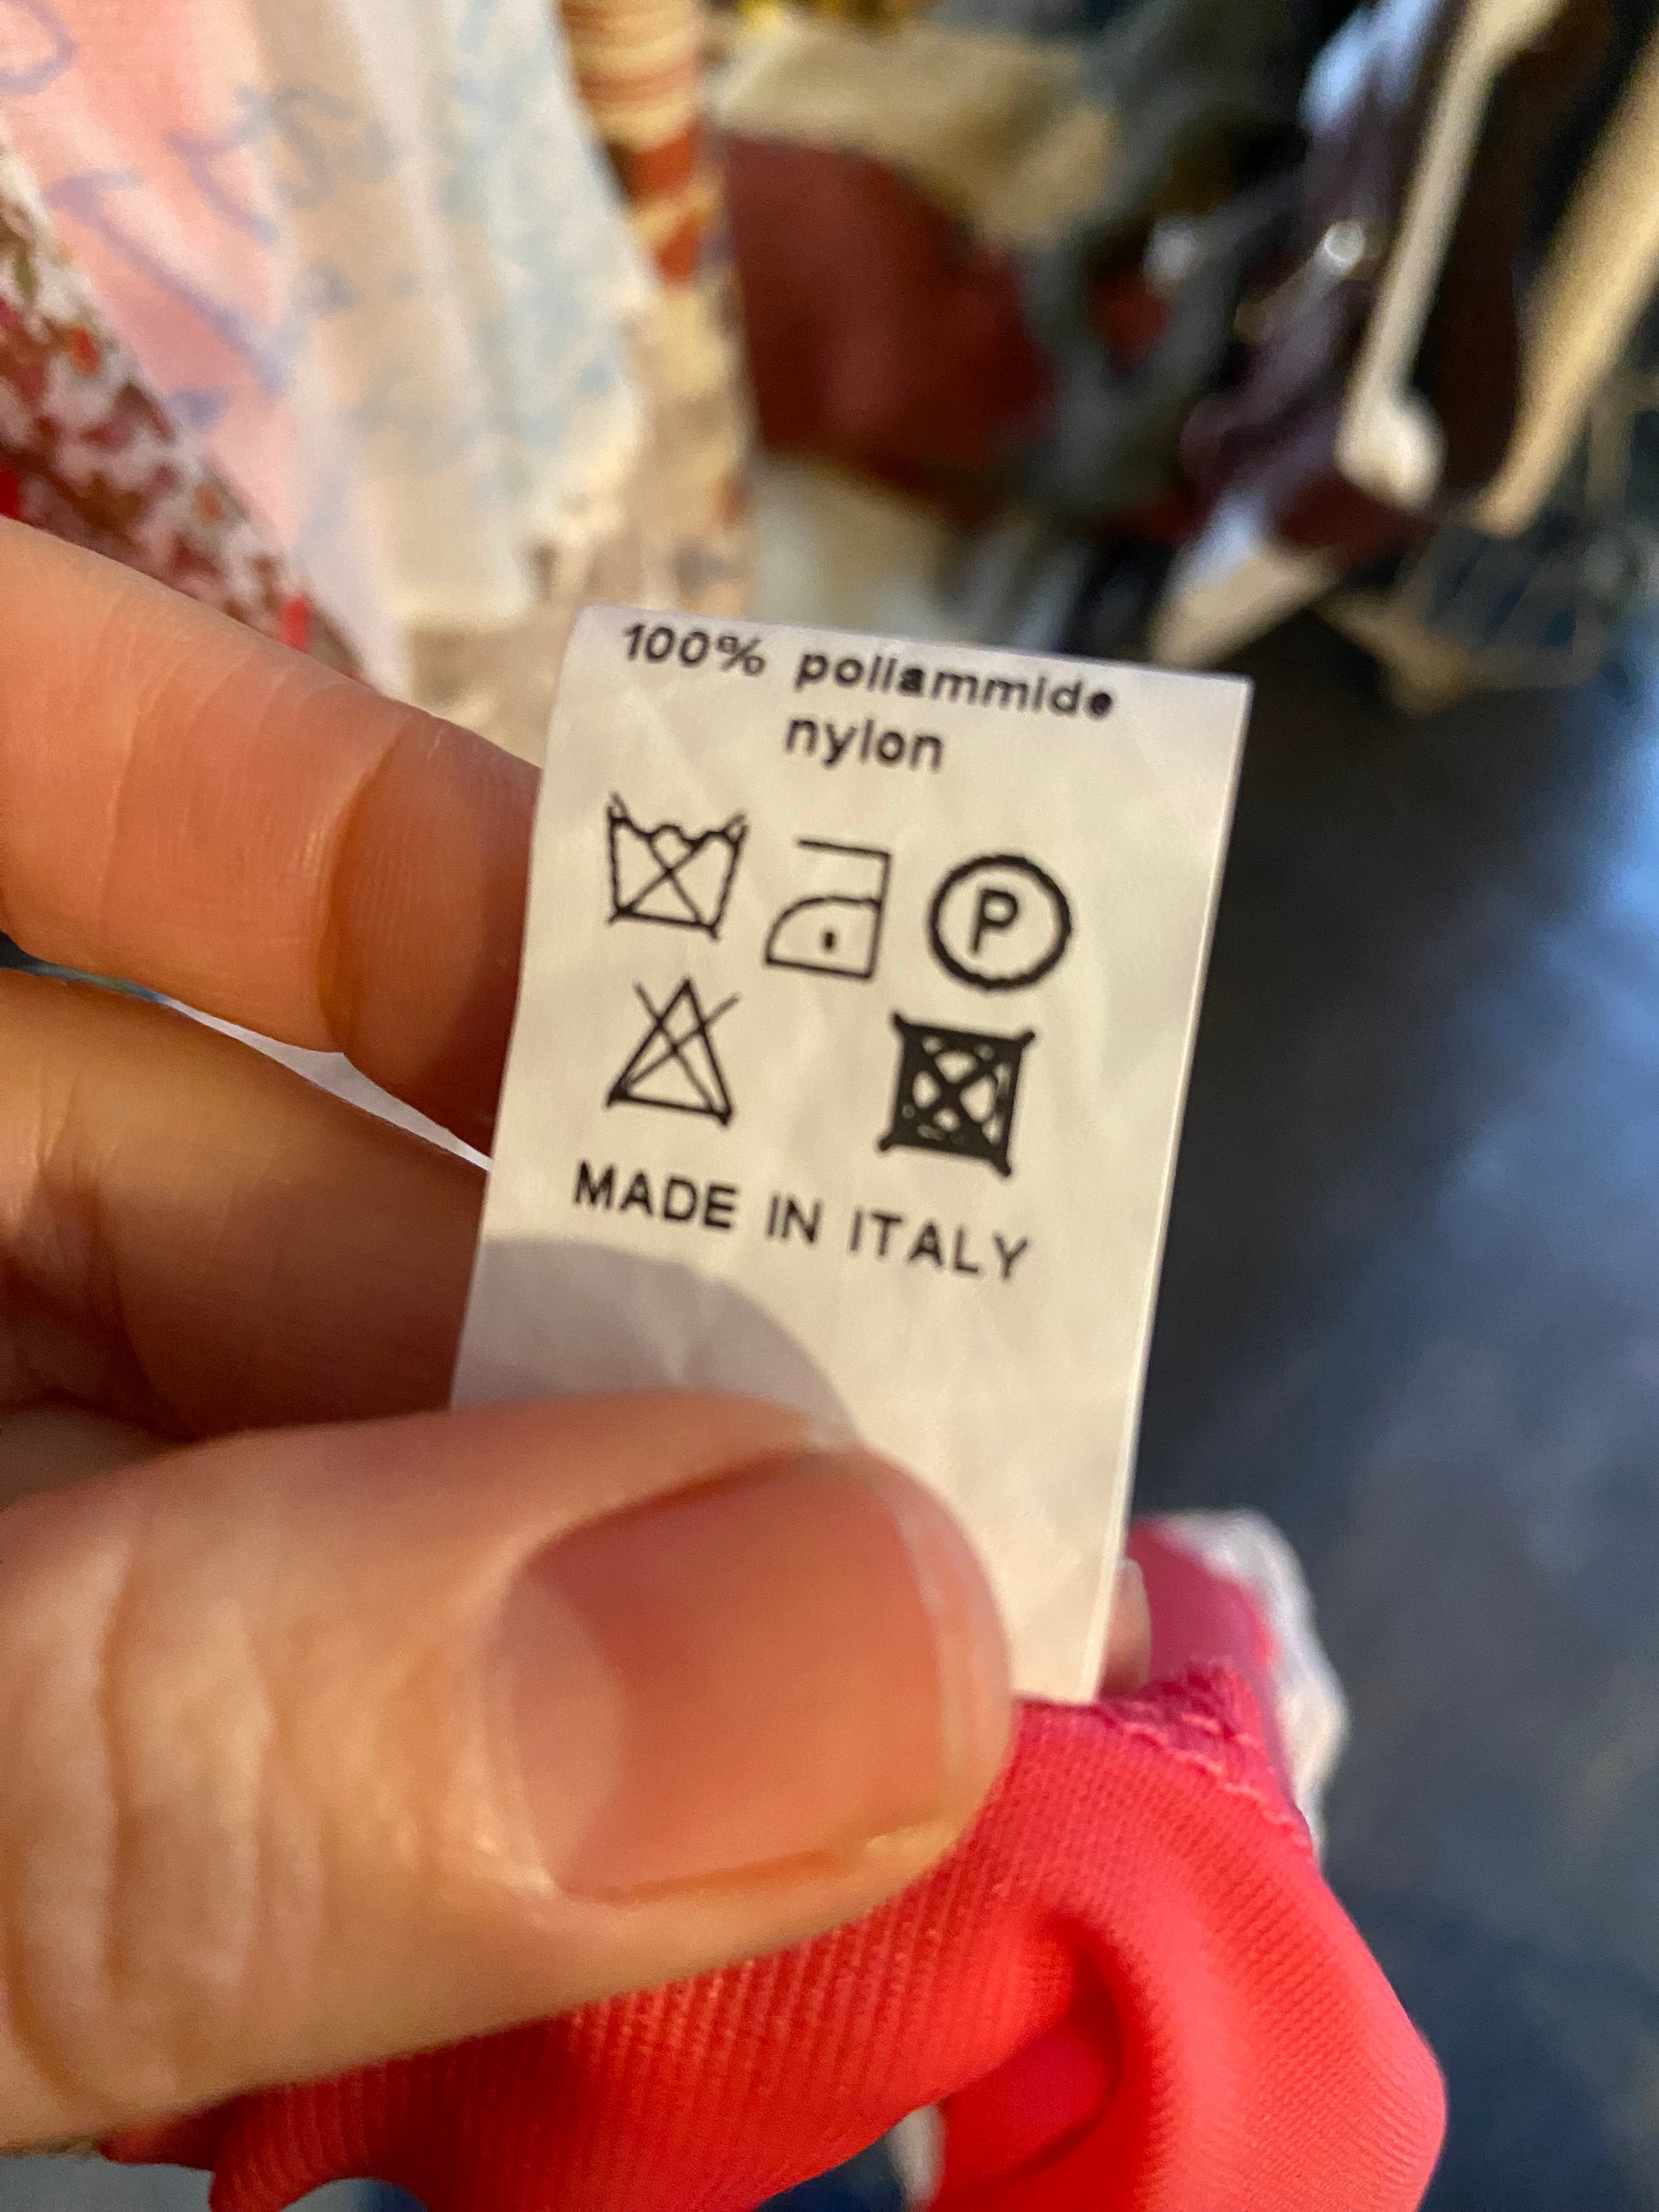 100% poliammide
nylon
P
MADE IN ITALY